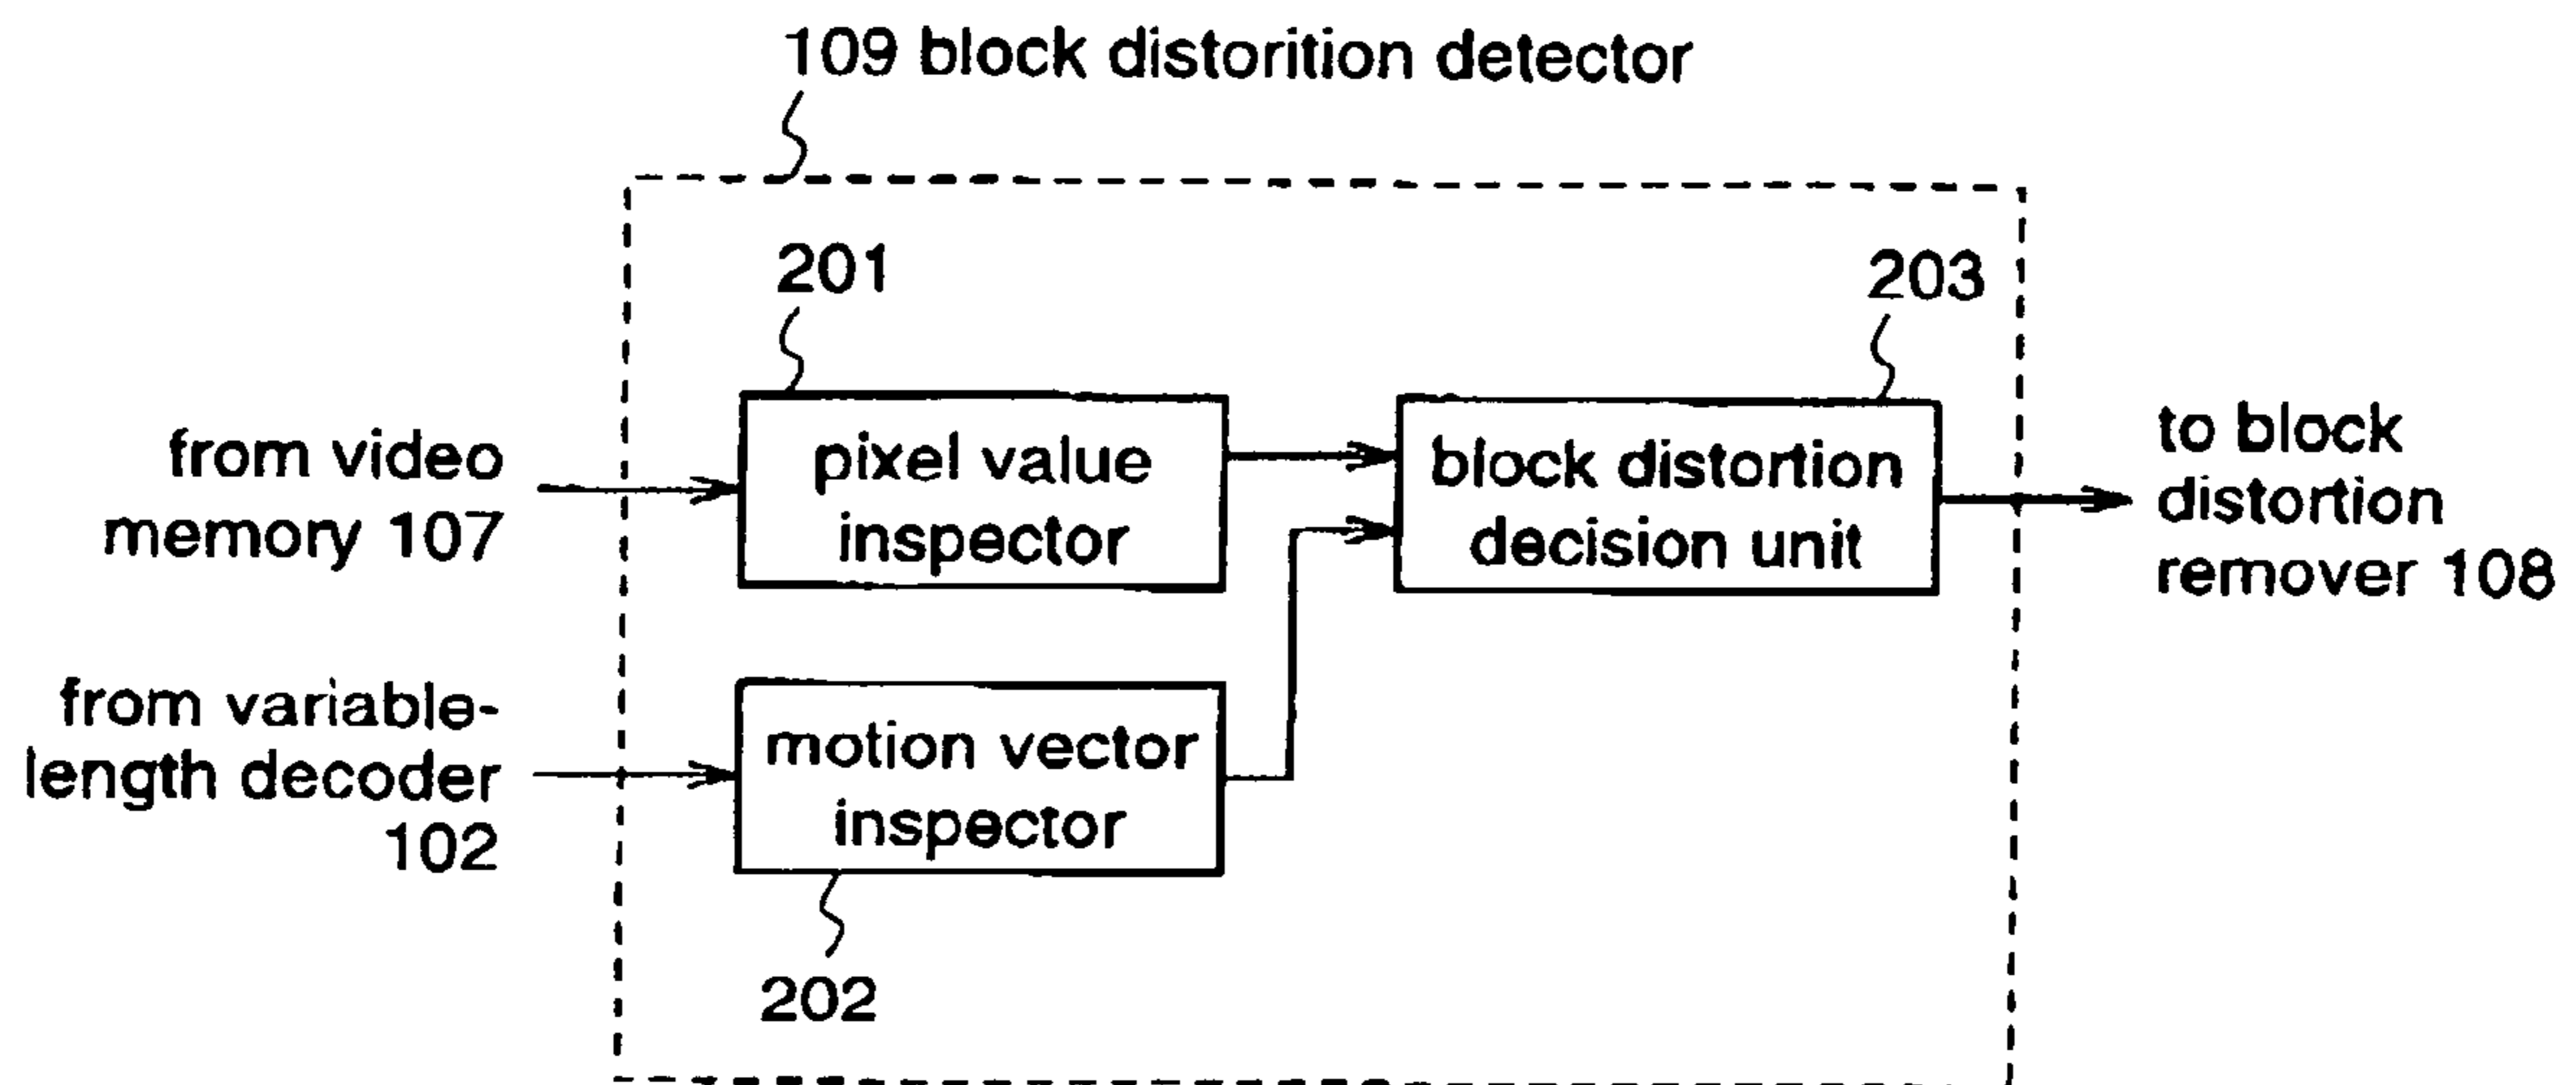 109 block distorition detector
201
203
from video
memory 107
pixel value
inspector
block distortion
decision unit
to block
distortion
remover 108
from variable-
length decoder
102
motion vector
inspector
202